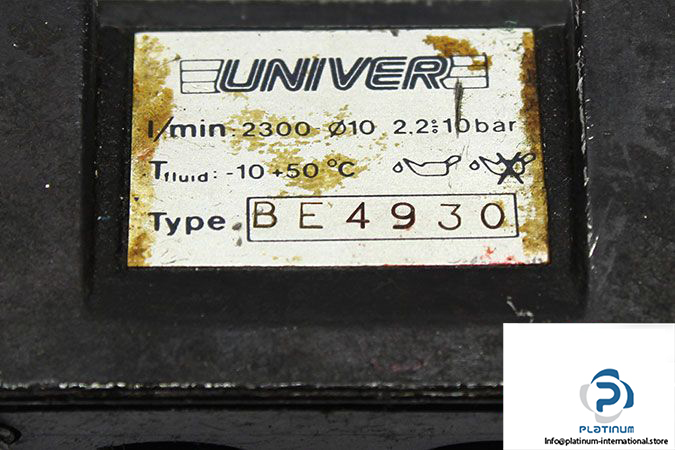 UNIVER
l/min. 2300 Ø10 2.2÷10bar
Tfluid: -10 +50 °C
Type BE4930
PLATINUM
Info@platinum-international.store